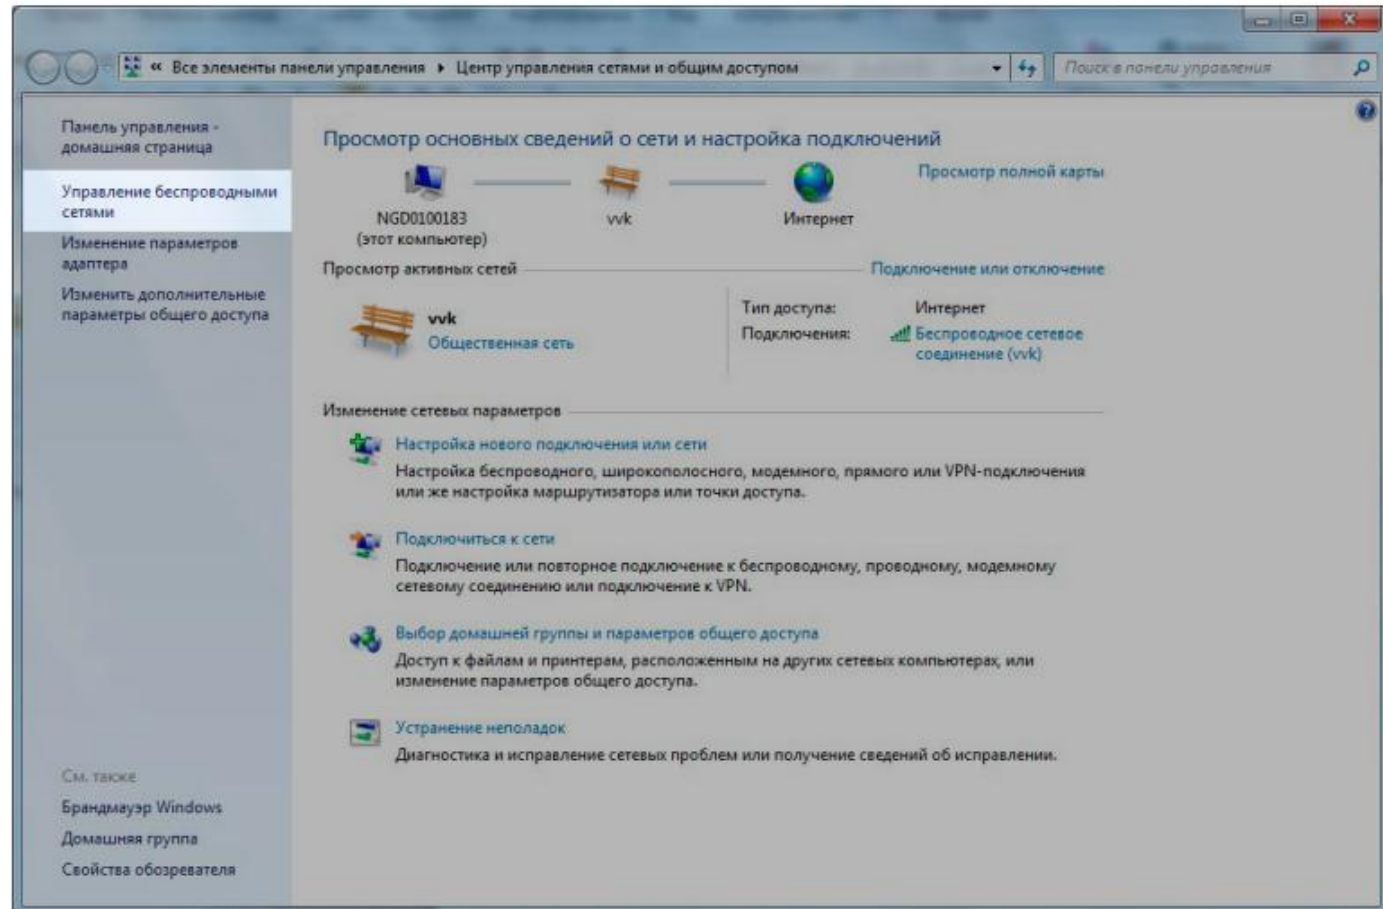 « Все элементы панели управления ▸ Центр управления сетями и общим доступом
Поиск в панели управления
Панель управления -
домашняя страница
Управление беспроводными
сетями
Изменение параметров
адаптера
Изменить дополнительные
параметры общего доступа
См. также
Брандмауэр Windows
Домашняя группа
Свойства обозревателя
Просмотр основных сведений о сети и настройка подключений
Просмотр полной карты
NGD0100183
(этот компьютер)
vvk
Интернет
Просмотр активных сетей
Подключение или отключение
vvk
Общественная сеть
Тип доступа: Интернет
Подключения: Беспроводное сетевое
соединение (vvk)
Изменение сетевых параметров
Настройка нового подключения или сети
Настройка беспроводного, широкополосного, модемного, прямого или VPN-подключения
или же настройка маршрутизатора или точки доступа.
Подключиться к сети
Подключение или повторное подключение к беспроводному, проводному, модемному
сетевому соединению или подключение к VPN.
Выбор домашней группы и параметров общего доступа
Доступ к файлам и принтерам, расположенным на других сетевых компьютерах, или
изменение параметров общего доступа.
Устранение неполадок
Диагностика и исправление сетевых проблем или получение сведений об исправлении.